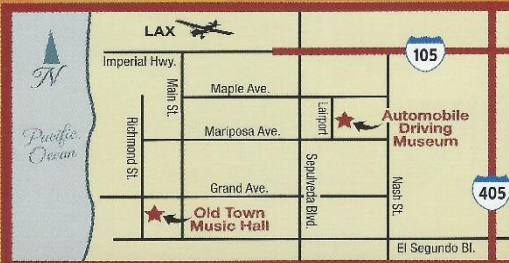 LAX
105
Imperial Hwy.
N
Main St.
Maple Ave.
Lairport
Automobile
Driving
Museum
Richmond St.
Mariposa Ave.
Pacific
Ocean
Sepulveda Blvd.
Nash St.
Grand Ave.
405
Old Town
Music Hall
El Segundo Bl.